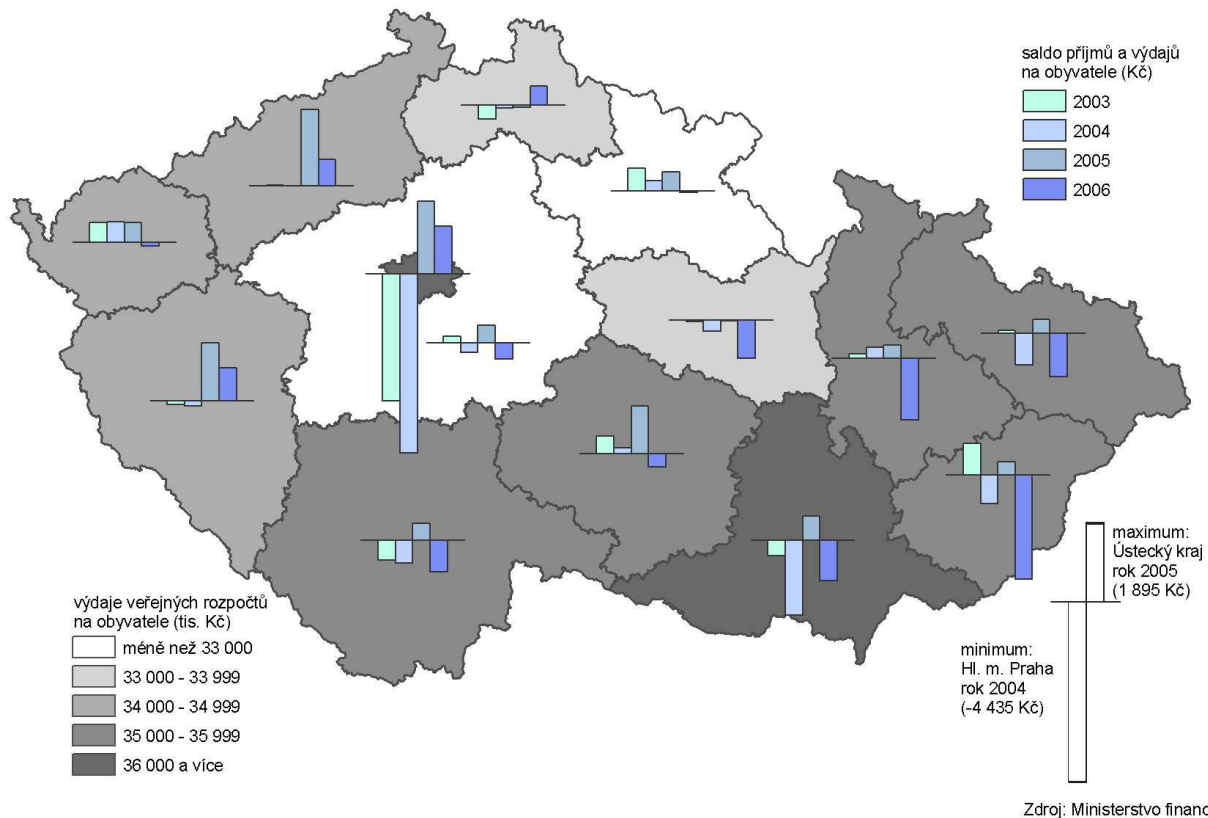 saldo příjmů a výdajů
na obyvatele (Kč)
2003
2004
2005
2006
maximum:
Ústecký kraj
rok 2005
(1 895 Kč)
minimum:
Hl. m. Praha
rok 2004
(-4 435 Kč)
výdaje veřejných rozpočtů
na obyvatele (tis. Kč)
méně než 33 000
33 000 - 33 999
34 000 - 34 999
35 000 - 35 999
36 000 a více
Zdroj: Ministerstvo financ